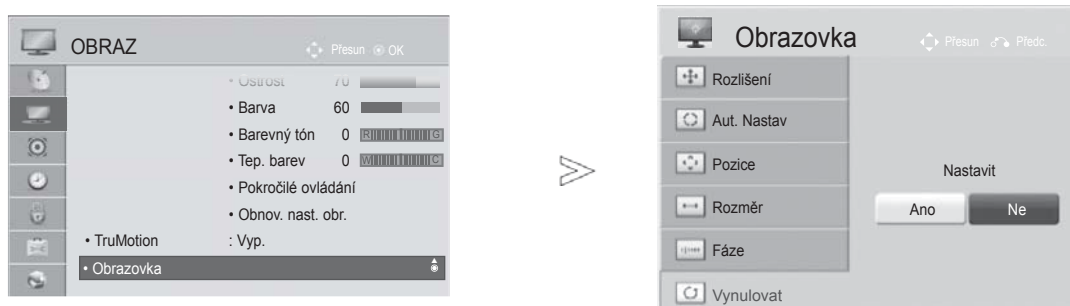 OBRAZ
Přesun OK
• Ostrost 70
• Barva 60
• Barevný tón 0 R G
• Tep. barev 0 W C
• Pokročilé ovládání
• Obnov. nast. obr.
• TruMotion : Vyp.
• Obrazovka
Obrazovka
Přesun Předc.
Rozlišení
Aut. Nastav
Pozice
Rozměr
Fáze
Vynulovat
Nastavit
Ano Ne